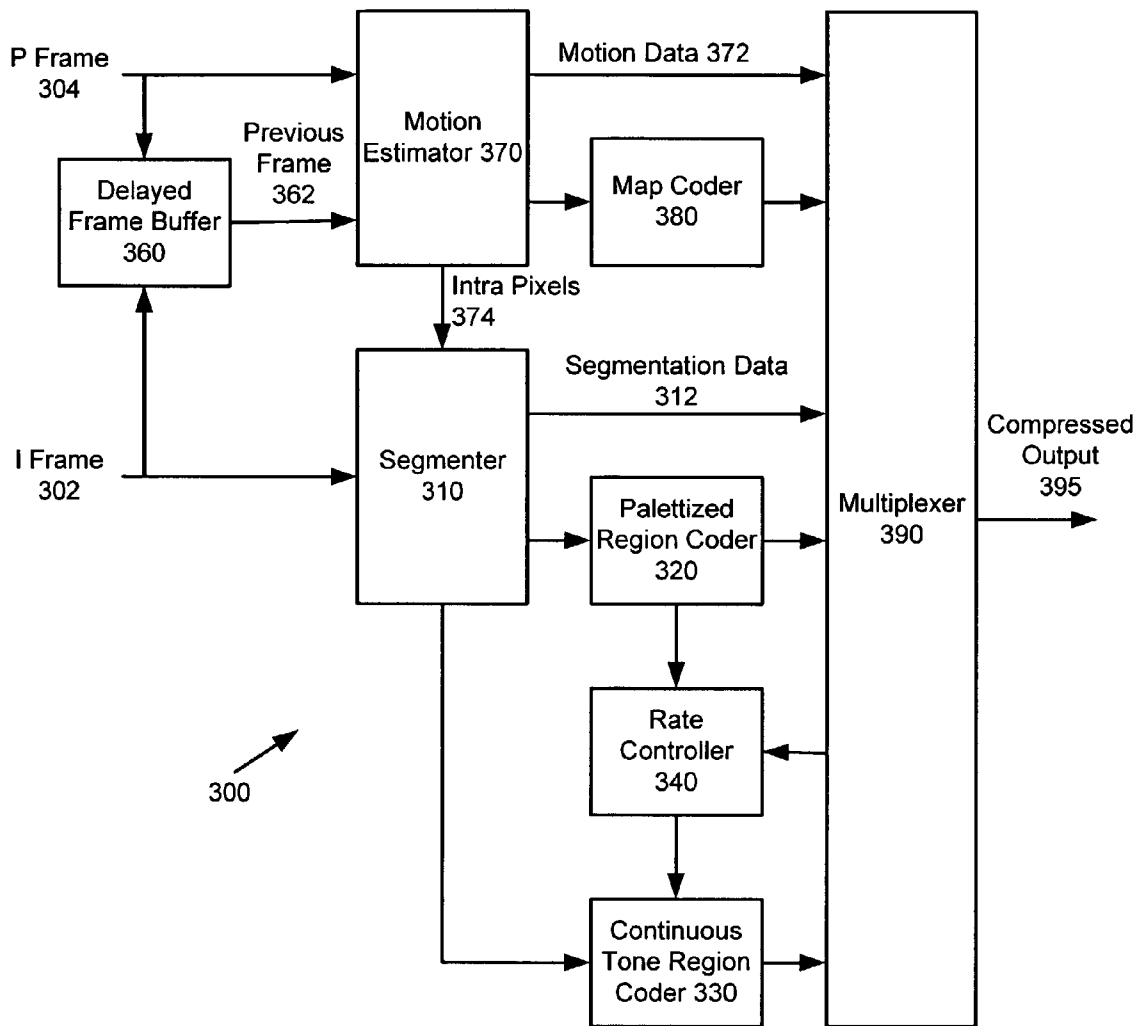 P Frame
304
Delayed
Frame Buffer
360
Previous
Frame
362
Motion
Estimator 370
Motion Data 372
Map Coder
380
Intra Pixels
374
I Frame
302
Segmenter
310
Segmentation Data
312
Palettized
Region Coder
320
Rate
Controller
340
Continuous
Tone Region
Coder 330
Multiplexer
390
Compressed
Output
395
300